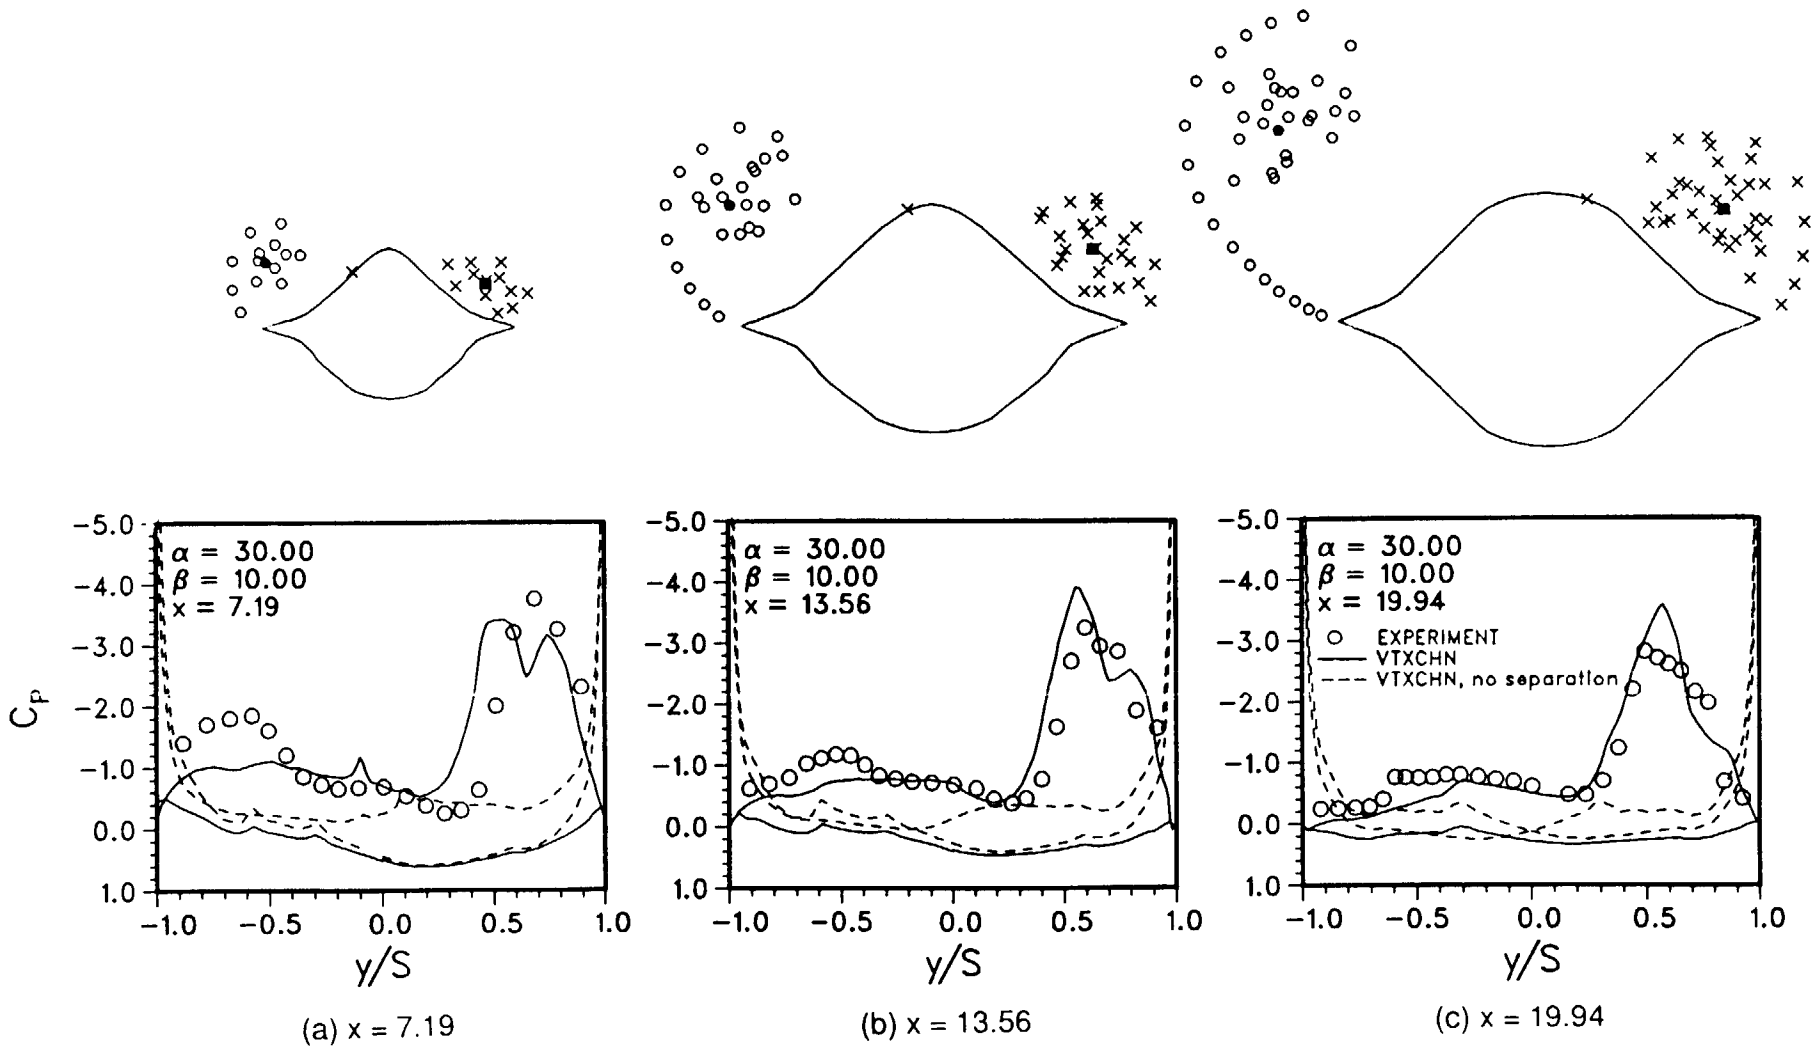 −5.0
−4.0
−3.0
−2.0
−1.0
0.0
1.0
Cp
α = 30.00
β = 10.00
x = 7.19
−1.0 −0.5 0.0 0.5 1.0
y/S
(a) x = 7.19
−5.0
−4.0
−3.0
−2.0
−1.0
0.0
1.0
α = 30.00
β = 10.00
x = 13.56
−1.0 −0.5 0.0 0.5 1.0
y/S
(b) x = 13.56
−5.0
−4.0
−3.0
−2.0
−1.0
0.0
1.0
α = 30.00
β = 10.00
x = 19.94
EXPERIMENT
VTXCHN
VTXCHN, no separation
−1.0 −0.5 0.0 0.5 1.0
y/S
(c) x = 19.94